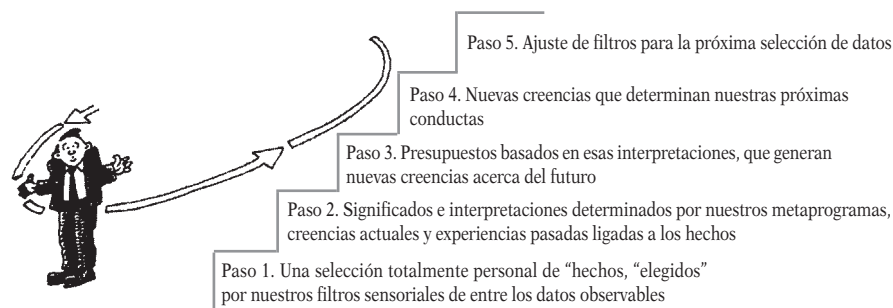 Paso 5. Ajuste de filtros para la próxima selección de datos
Paso 4. Nuevas creencias que determinan nuestras próximas
conductas
Paso 3. Presupuestos basados en esas interpretaciones, que generan
nuevas creencias acerca del futuro
Paso 2. Significados e interpretaciones determinados por nuestros metaprogramas,
creencias actuales y experiencias pasadas ligadas a los hechos
Paso 1. Una selección totalmente personal de “hechos, “elegidos”
por nuestros filtros sensoriales de entre los datos observables